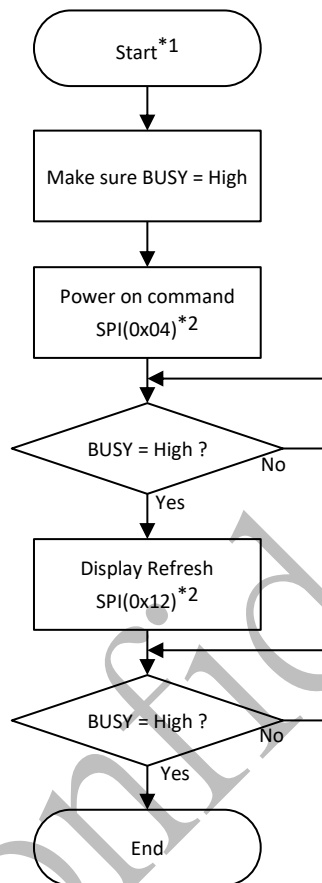 Start*1
Make sure BUSY = High
Power on command
SPI(0x04)*2
BUSY = High ?
No
Yes
Display Refresh
SPI(0x12)*2
BUSY = High ?
No
Yes
End
onfid